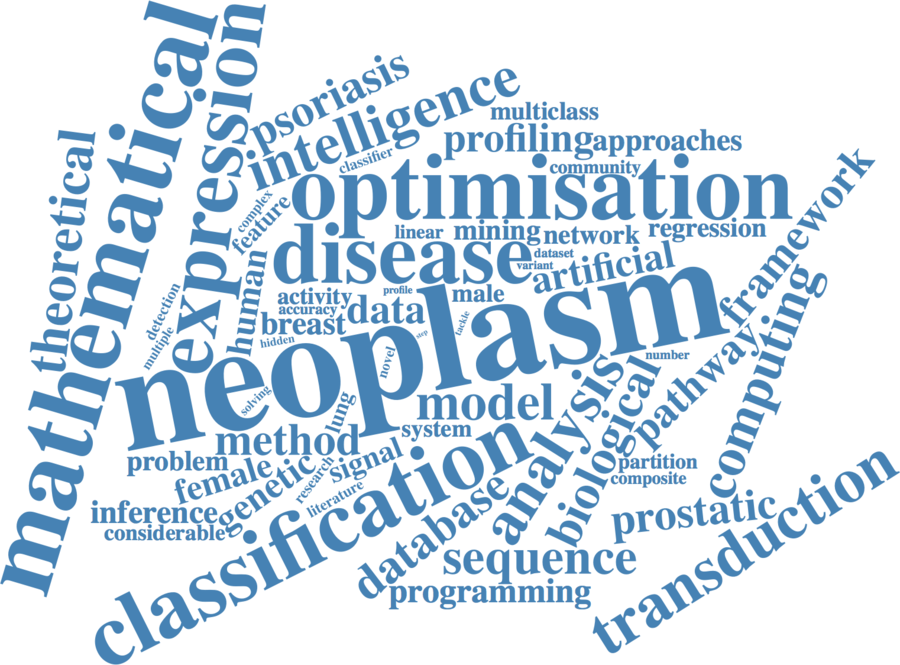 mathematical
expression
theoretical
psoriasis
intelligence
multiclass
profiling
approaches
classifier
community
optimisation
complex
feature
linear
mining
network
regression
framework
disease
dataset
variant
artificial
human
activity
accuracy
profile
data
male
breast
hidden
step
tackle
detection
multiple
neoplasm
novel
number
computing
pathway
solving
lung
model
analysis
biological
method
system
problem
female
genetic
research
signal
literature
classification
partition
composite
inference
considerable
database
sequence
programming
prostatic
transduction